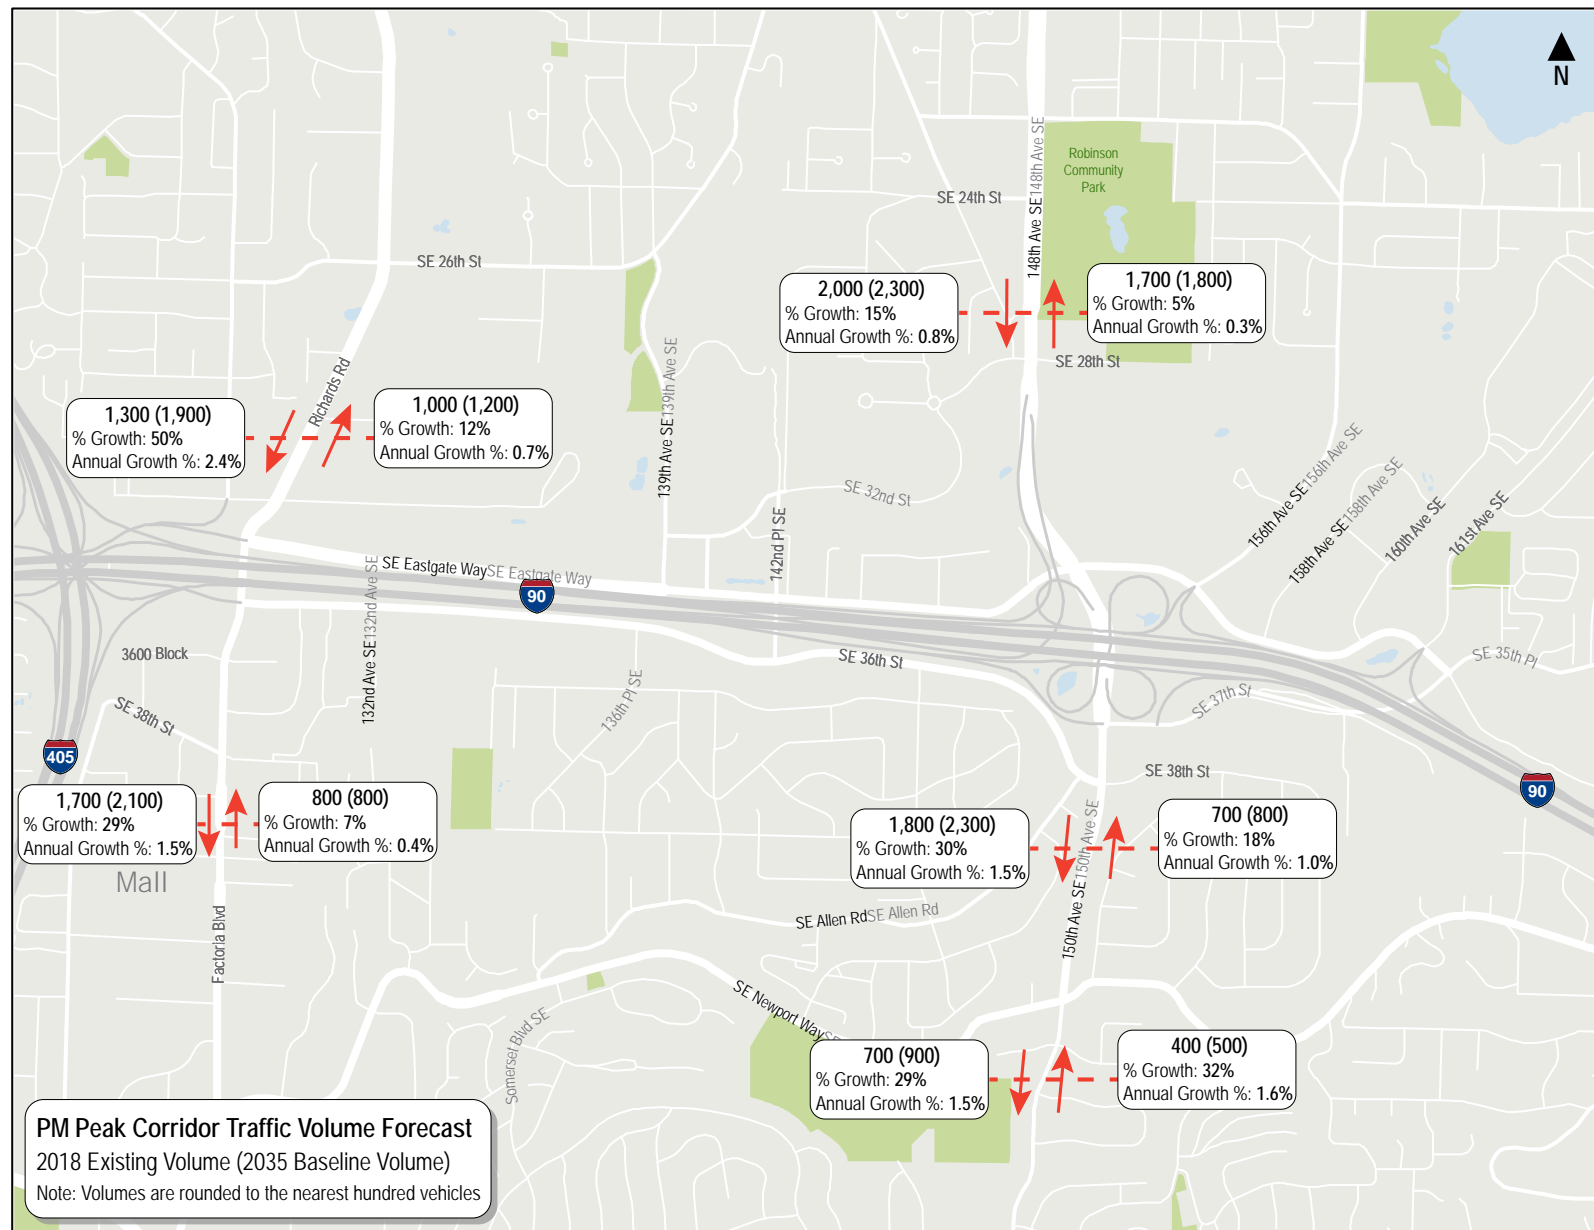 N
148th Ave SE
148th Ave SE
Robinson
Community
Park
SE 24th St
SE 26th St
2,000 (2,300)
% Growth: 15%
Annual Growth %: 0.8%
1,700 (1,800)
% Growth: 5%
Annual Growth %: 0.3%
SE 28th St
Richards Rd
139th Ave SE
139th Ave SE
1,300 (1,900)
% Growth: 50%
Annual Growth %: 2.4%
1,000 (1,200)
% Growth: 12%
Annual Growth %: 0.7%
SE 32nd St
142nd Pl SE
156th Ave SE
156th Ave SE
158th Ave SE
158th Ave SE
160th Ave SE
161st Ave SE
SE Eastgate Way
SE Eastgate Way
90
132nd Ave SE
132nd Ave SE
3600 Block
SE 36th St
SE 35th Pl
136th Pl SE
SE 37th St
SE 38th St
405
SE 38th St
90
1,700 (2,100)
% Growth: 29%
Annual Growth %: 1.5%
800 (800)
% Growth: 7%
Annual Growth %: 0.4%
1,800 (2,300)
% Growth: 30%
Annual Growth %: 1.5%
700 (800)
% Growth: 18%
Annual Growth %: 1.0%
150th Ave SE
150th Ave SE
Mall
Factoria Blvd
SE Allen Rd
SE Allen Rd
SE Newport Way
SE
Somerset Blvd SE
700 (900)
% Growth: 29%
Annual Growth %: 1.5%
400 (500)
% Growth: 32%
Annual Growth %: 1.6%
PM Peak Corridor Traffic Volume Forecast
2018 Existing Volume (2035 Baseline Volume)
Note: Volumes are rounded to the nearest hundred vehicles